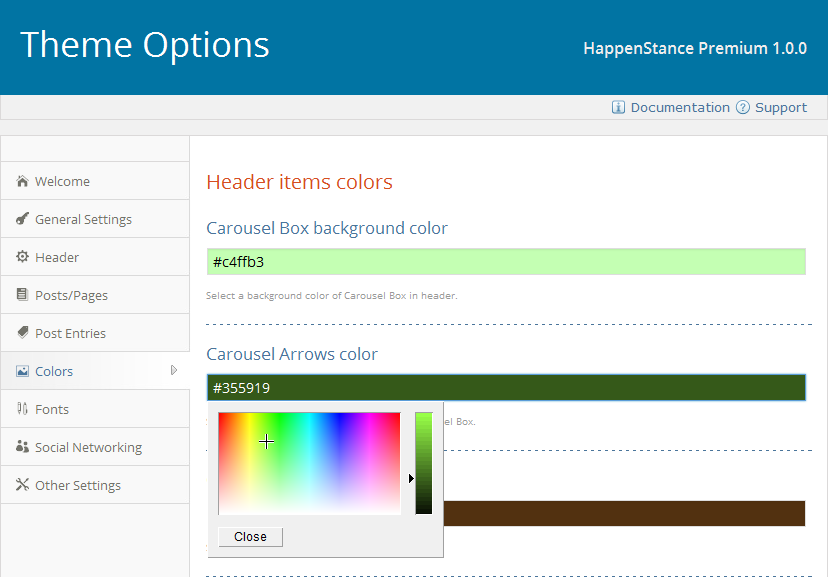 Theme Options
HappenStance Premium 1.0.0
Documentation
Support
Welcome
General Settings
Header
Posts/Pages
Post Entries
Colors
Fonts
Social Networking
Other Settings
Header items colors
Carousel Box background color
#c4ffb3
Select a background color of Carousel Box in header.
Carousel Arrows color
#355919
el Box.
Close